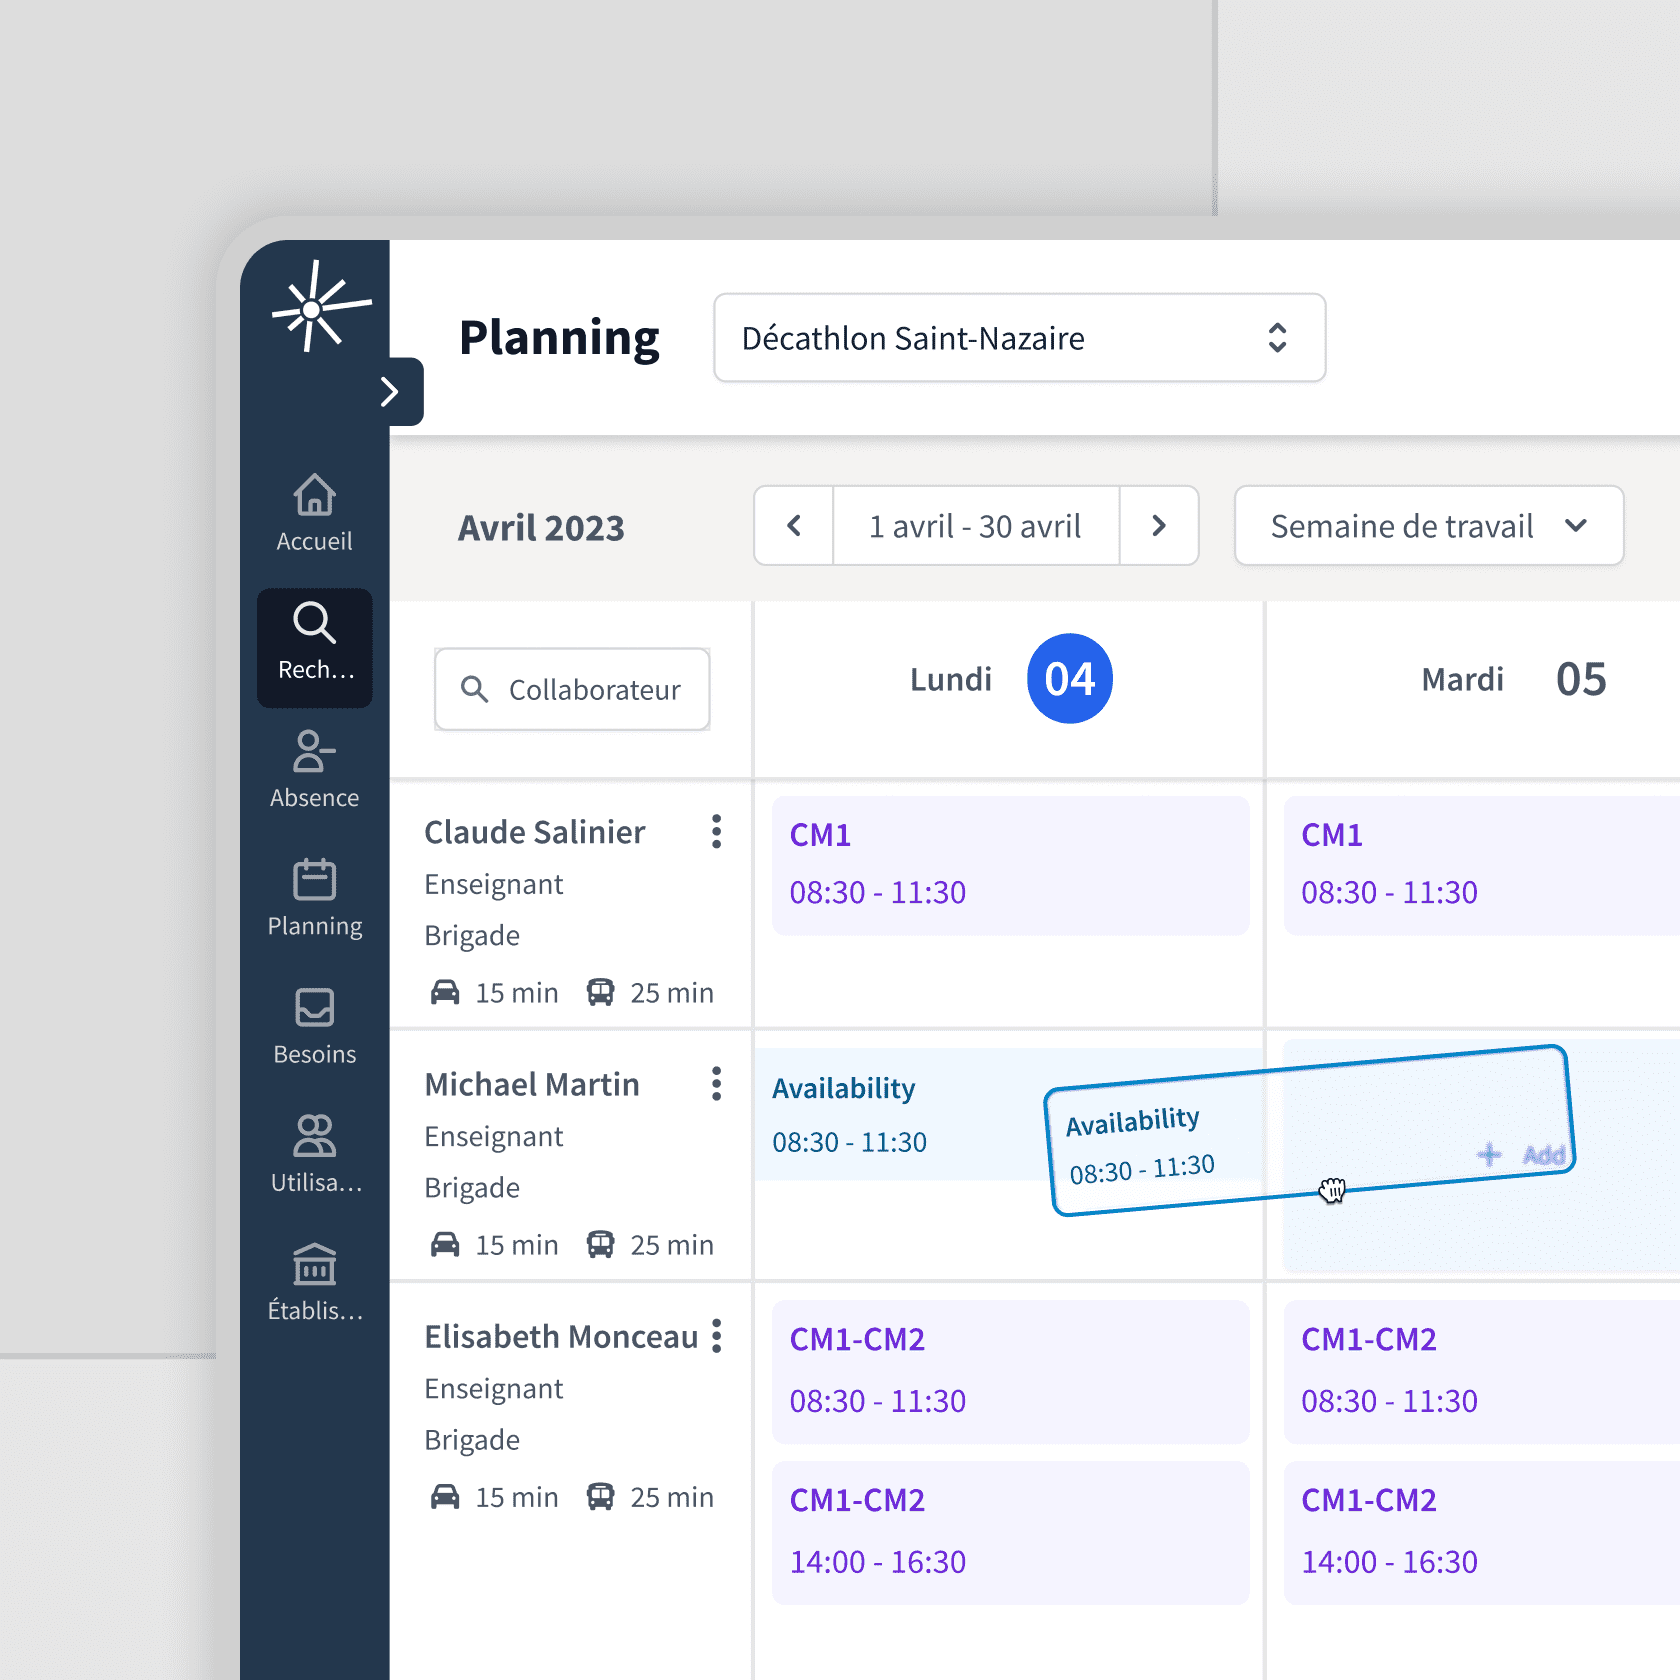 Planning
Décathlon Saint-Nazaire
Avril 2023
1 avril - 30 avril
Semaine de travail
Accueil
Rech…
Absence
Planning
Besoins
Utilisa…
Établis…
Collaborateur
Lundi 04
Mardi 05
Claude Salinier
Enseignant
Brigade
15 min 25 min
CM1
08:30 - 11:30
CM1
08:30 - 11:30
Michael Martin
Enseignant
Brigade
15 min 25 min
Availability
08:30 - 11:30
Availability
08:30 - 11:30
+ Add
Elisabeth Monceau
Enseignant
Brigade
15 min 25 min
CM1-CM2
08:30 - 11:30
CM1-CM2
14:00 - 16:30
CM1-CM2
08:30 - 11:30
CM1-CM2
14:00 - 16:30